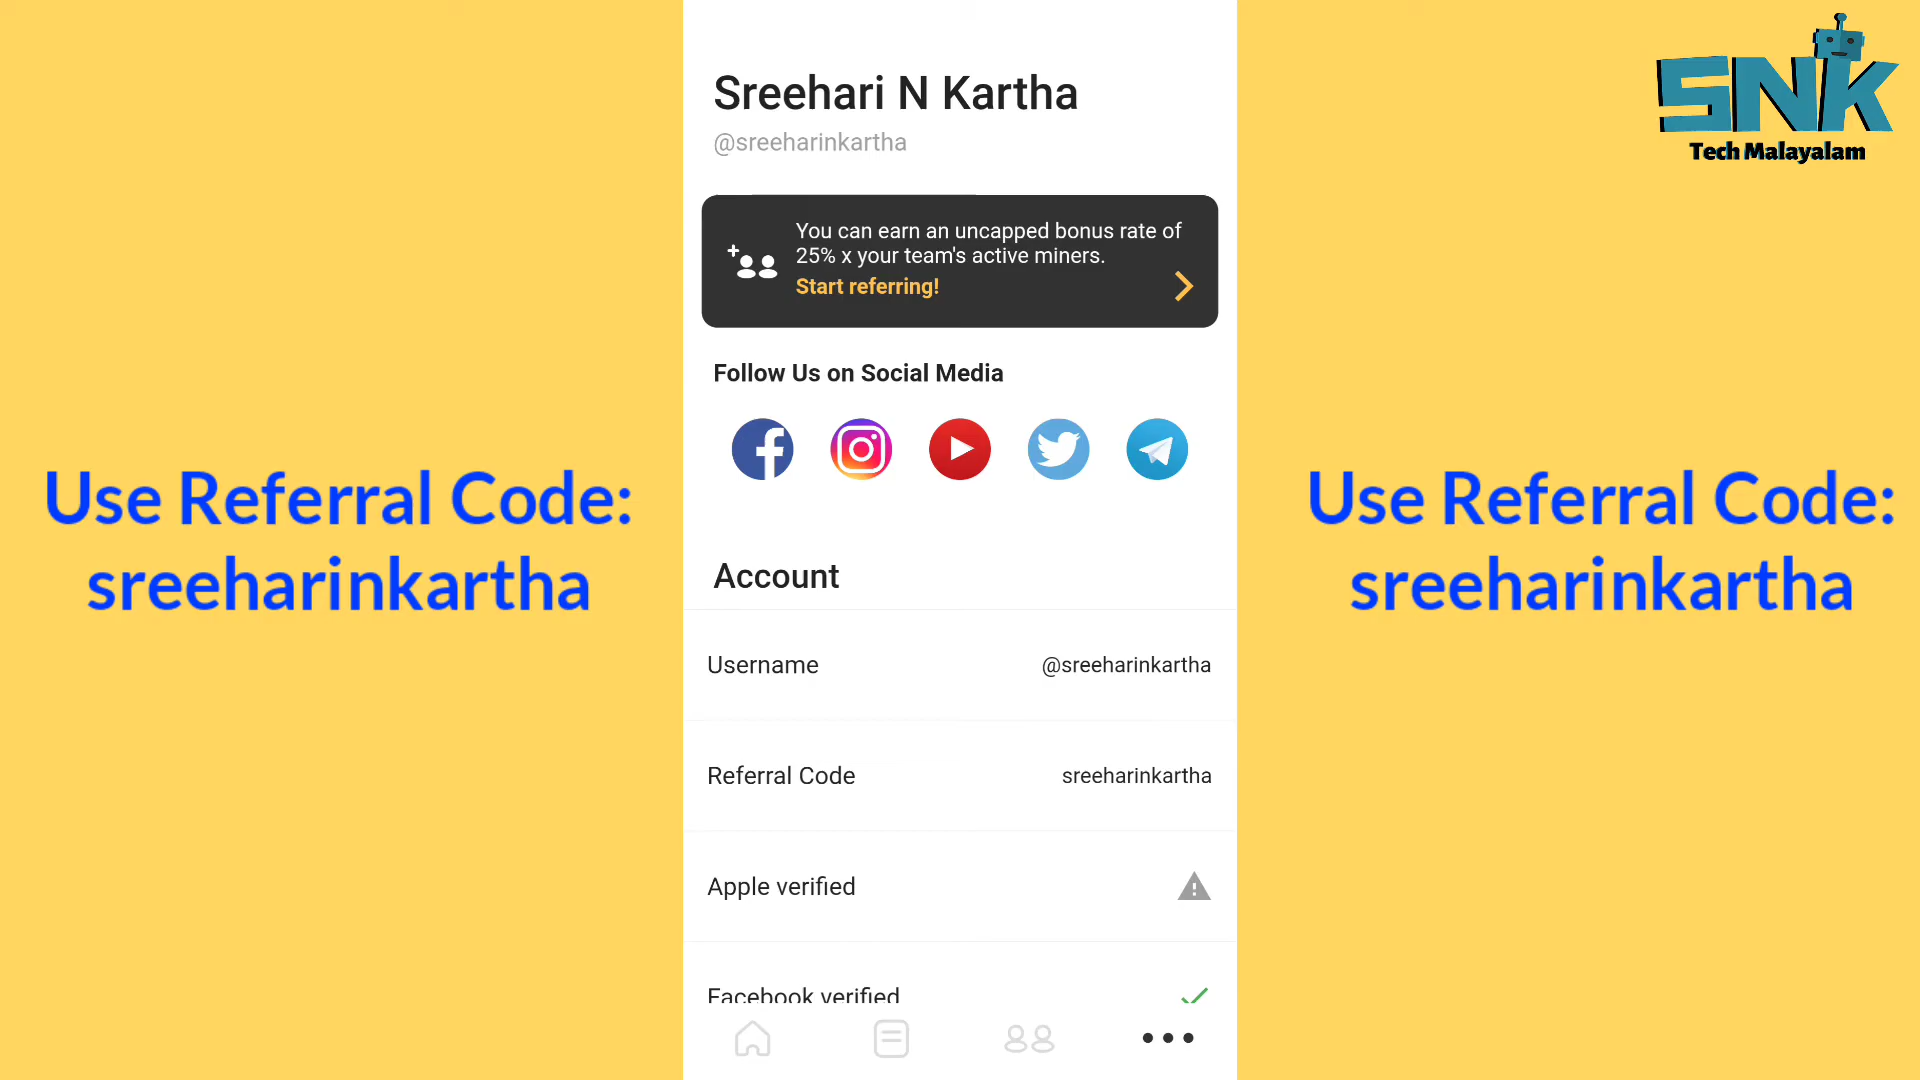 SNK
Tech Malayalam
Sreehari N Kartha
@sreeharinkartha
You can earn an uncapped bonus rate of
25% x your team's active miners.
Start referring!
Follow Us on Social Media
Use Referral Code:
sreeharinkartha
Use Referral Code:
sreeharinkartha
Account
Username @sreeharinkartha
Referral Code sreeharinkartha
Apple verified
Facebook verified